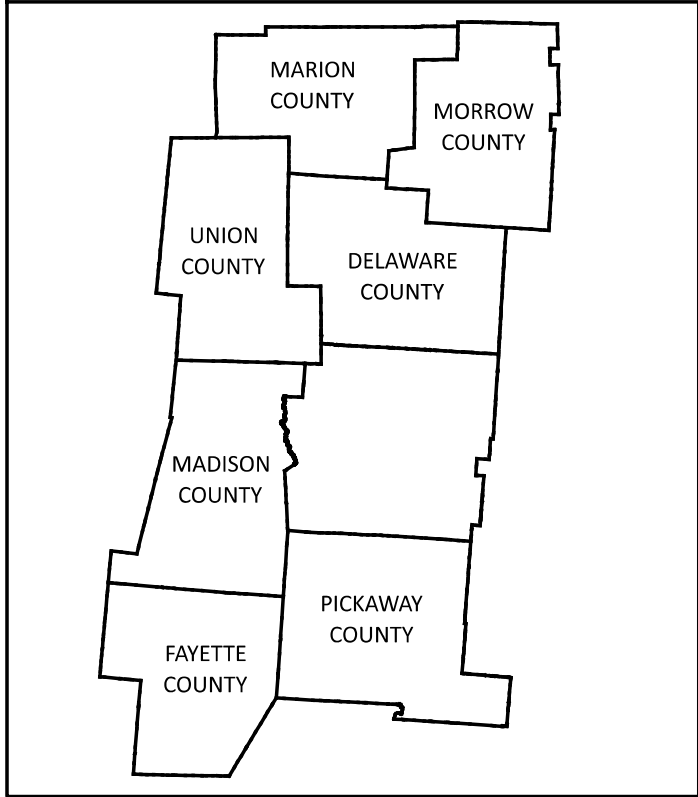 MARION
COUNTY
MORROW
COUNTY
UNION
COUNTY
DELAWARE
COUNTY
MADISON
COUNTY
PICKAWAY
COUNTY
FAYETTE
COUNTY